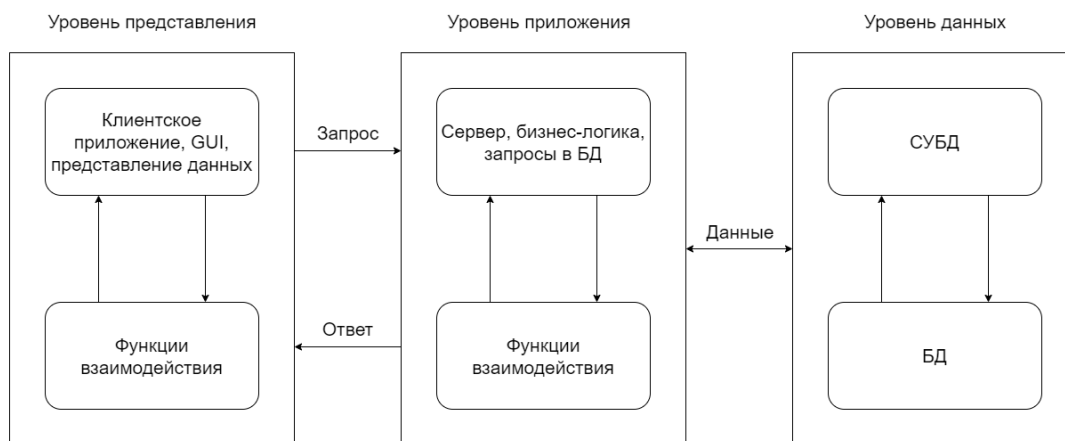 Уровень представления
Уровень приложения
Уровень данных
Клиентское
приложение, GUI,
представление данных
Запрос
Сервер, бизнес-логика,
запросы в БД
СУБД
Данные
Функции
взаимодействия
Ответ
Функции
взаимодействия
БД